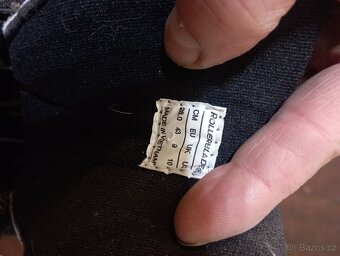 ROLLERBLADE®
CM EU UK US
28.0 43 9 10
MADE IN VIETNAM
Bazos.cz